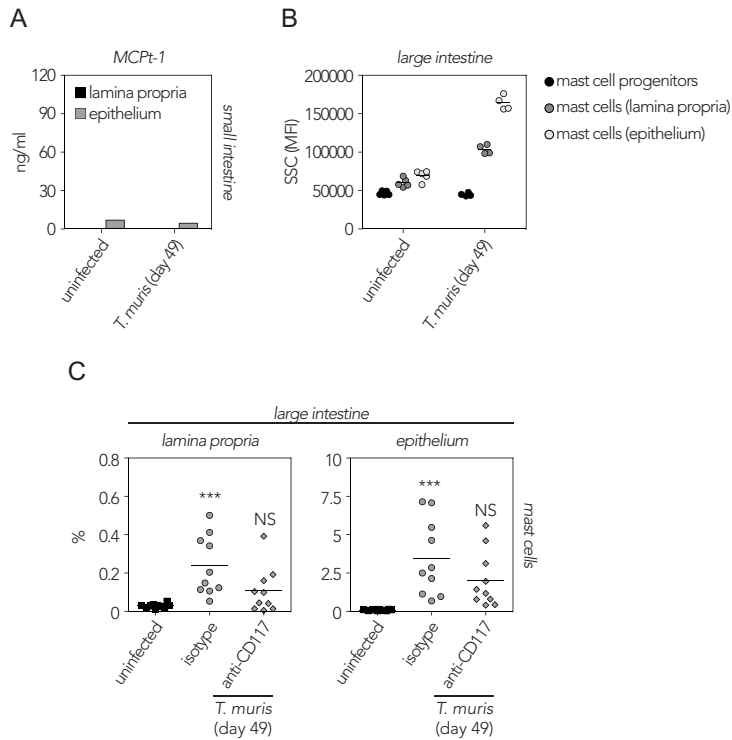 A
MCPt-1
120
90
60
30
0
ng/ml
lamina propria
epithelium
small intestine
uninfected
T. muris (day 49)
B
large intestine
200000
150000
100000
50000
0
SSC (MFI)
uninfected
T. muris (day 49)
mast cell progenitors
mast cells (lamina propria)
mast cells (epithelium)
C
large intestine
lamina propria
0.8
0.6
0.4
0.2
0
%
***
NS
uninfected
isotype
anti-CD117
T. muris
(day 49)
epithelium
10
7.5
5
2.5
0
***
NS
mast cells
uninfected
isotype
anti-CD117
T. muris
(day 49)